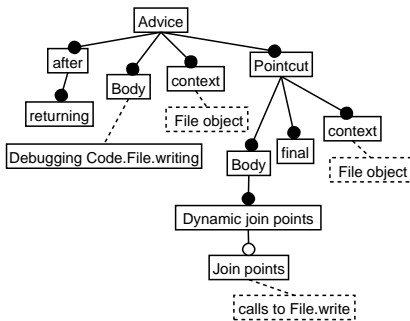 Advice
after
Body
context
Pointcut
returning
File object
Debugging Code.File.writing
Body
final
context
File object
Dynamic join points
Join points
calls to File.write